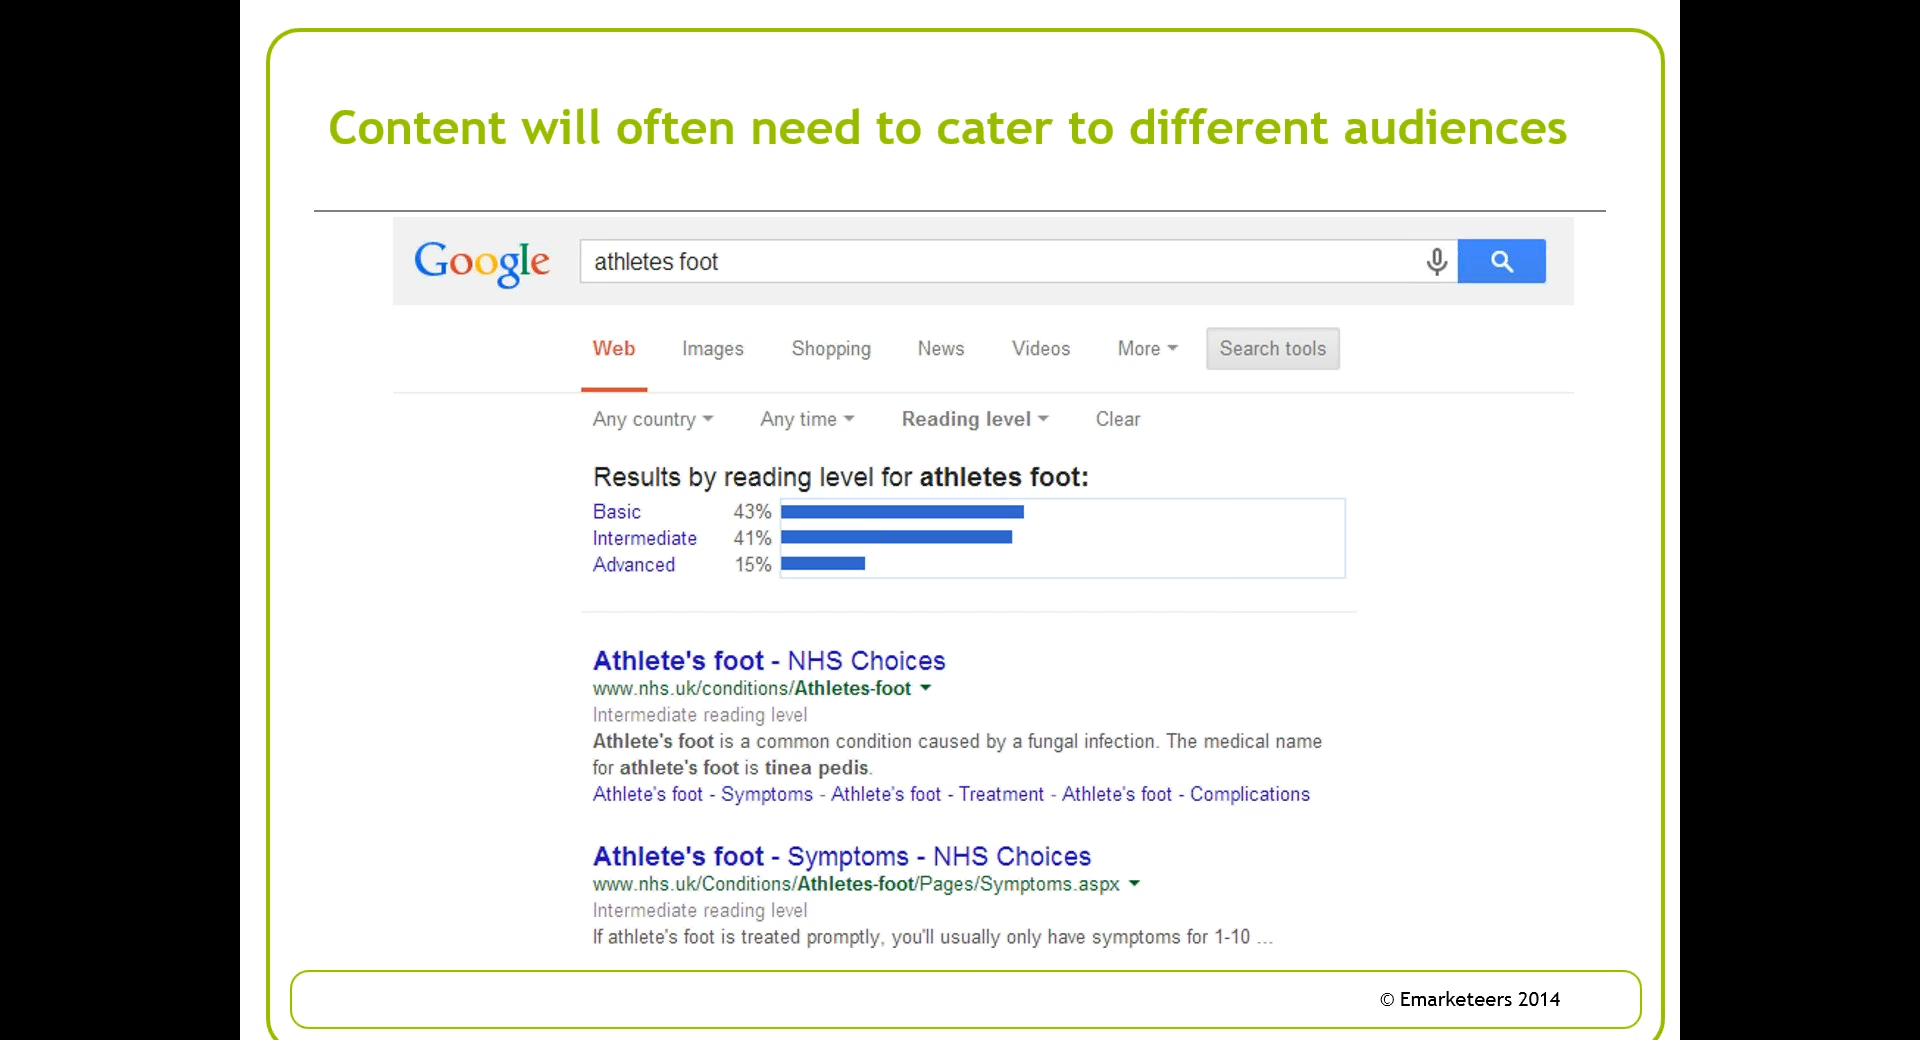 Content will often need to cater to different audiences
Google athletes foot
Web Images Shopping News Videos More Search tools
Any country Any time Reading level Clear
Results by reading level for athletes foot:
Basic 43%
Intermediate 41%
Advanced 15%
Athlete's foot - NHS Choices
www.nhs.uk/conditions/Athletes-foot
Intermediate reading level
Athlete's foot is a common condition caused by a fungal infection. The medical name
for athlete's foot is tinea pedis.
Athlete's foot - Symptoms - Athlete's foot - Treatment - Athlete's foot - Complications
Athlete's foot - Symptoms - NHS Choices
www.nhs.uk/Conditions/Athletes-foot/Pages/Symptoms.aspx
Intermediate reading level
If athlete's foot is treated promptly, you'll usually only have symptoms for 1-10 ...
© Emarketeers 2014